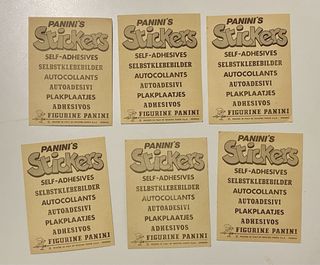 PANINI'S
Stickers
SELF-ADHESIVES
SELBSTKLEBEBILDER
AUTOCOLLANTS
AUTOADESIVI
PLAKPLAATJES
ADHESIVOS
FIGURINE PANINI
PANINI'S
Stickers
SELF-ADHESIVES
SELBSTKLEBEBILDER
AUTOCOLLANTS
AUTOADESIVI
PLAKPLAATJES
ADHESIVOS
FIGURINE PANINI
PANINI'S
Stickers
SELF-ADHESIVES
SELBSTKLEBEBILDER
AUTOCOLLANTS
AUTOADESIVI
PLAKPLAATJES
ADHESIVOS
FIGURINE PANINI
PANINI'S
Stickers
SELF-ADHESIVES
SELBSTKLEBEBILDER
AUTOCOLLANTS
AUTOADESIVI
PLAKPLAATJES
ADHESIVOS
FIGURINE PANINI
PANINI'S
Stickers
SELF-ADHESIVES
SELBSTKLEBEBILDER
AUTOCOLLANTS
AUTOADESIVI
PLAKPLAATJES
ADHESIVOS
FIGURINE PANINI
PANINI'S
Stickers
SELF-ADHESIVES
SELBSTKLEBEBILDER
AUTOCOLLANTS
AUTOADESIVI
PLAKPLAATJES
ADHESIVOS
FIGURINE PANINI